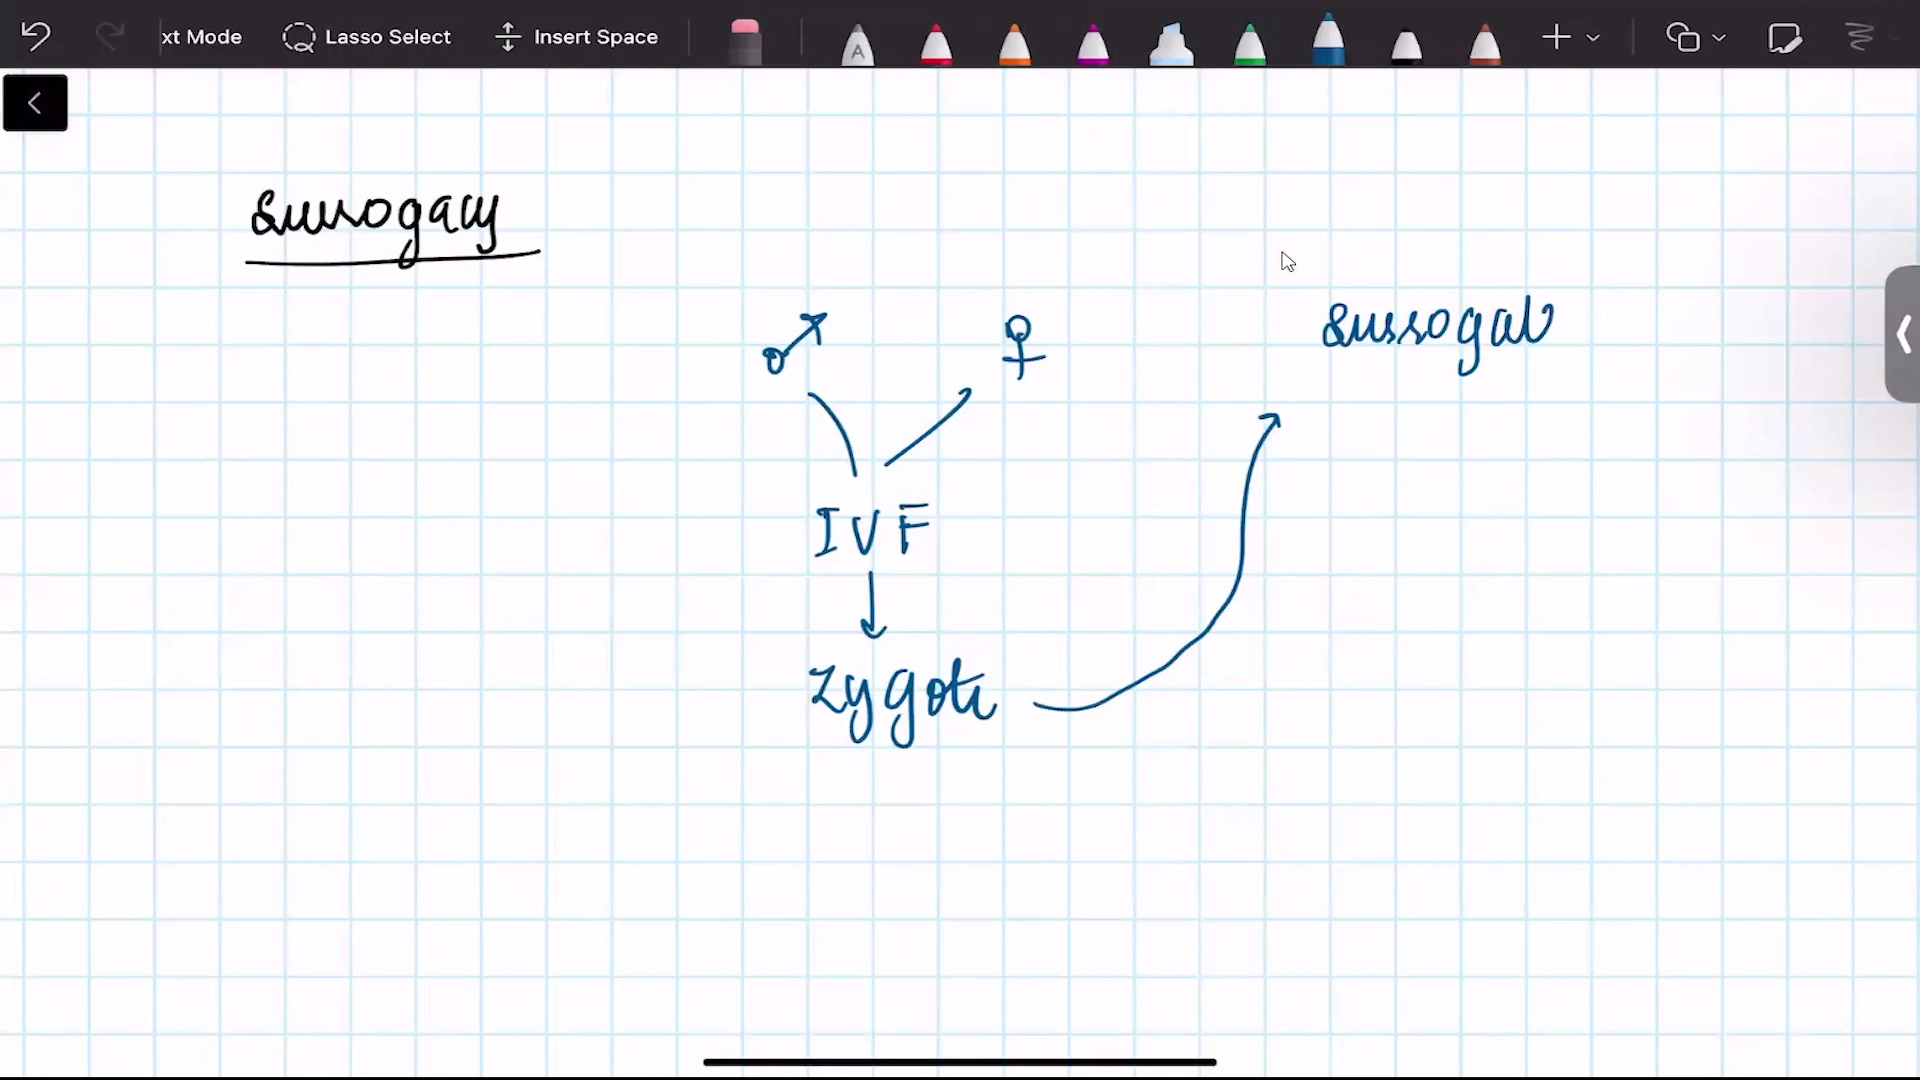 xt Mode Lasso Select Insert Space
A
Surrogacy
♂ ♀ Surrogate
IVF
Zygote